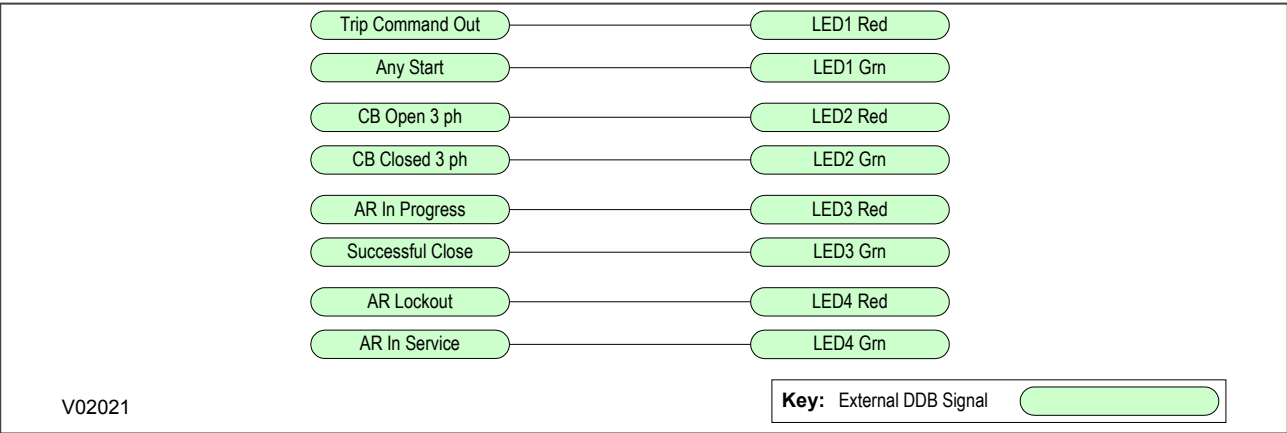 Trip Command Out LED1 Red
Any Start LED1 Grn
CB Open 3 ph LED2 Red
CB Closed 3 ph LED2 Grn
AR In Progress LED3 Red
Successful Close LED3 Grn
AR Lockout LED4 Red
AR In Service LED4 Grn
V02021 Key: External DDB Signal